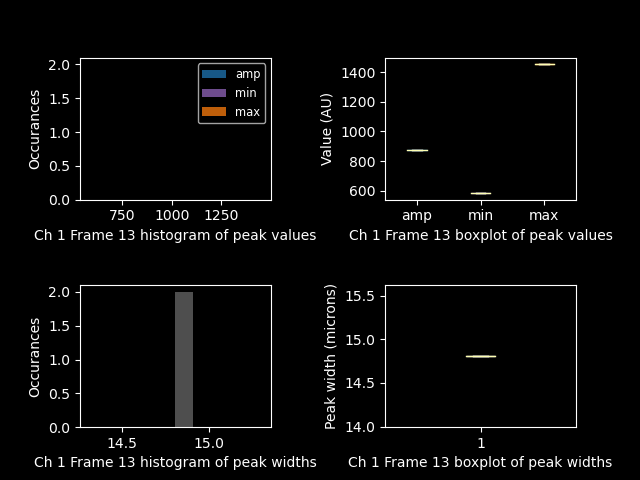 2.0
1.5
1.0
0.5
0.0
Occurances
amp
min
max
750 1000 1250
Ch 1 Frame 13 histogram of peak values
1400
1200
1000
800
600
Value (AU)
amp min max
Ch 1 Frame 13 boxplot of peak values
2.0
1.5
1.0
0.5
0.0
Occurances
14.5 15.0
Ch 1 Frame 13 histogram of peak widths
15.5
15.0
14.5
14.0
Peak width (microns)
1
Ch 1 Frame 13 boxplot of peak widths